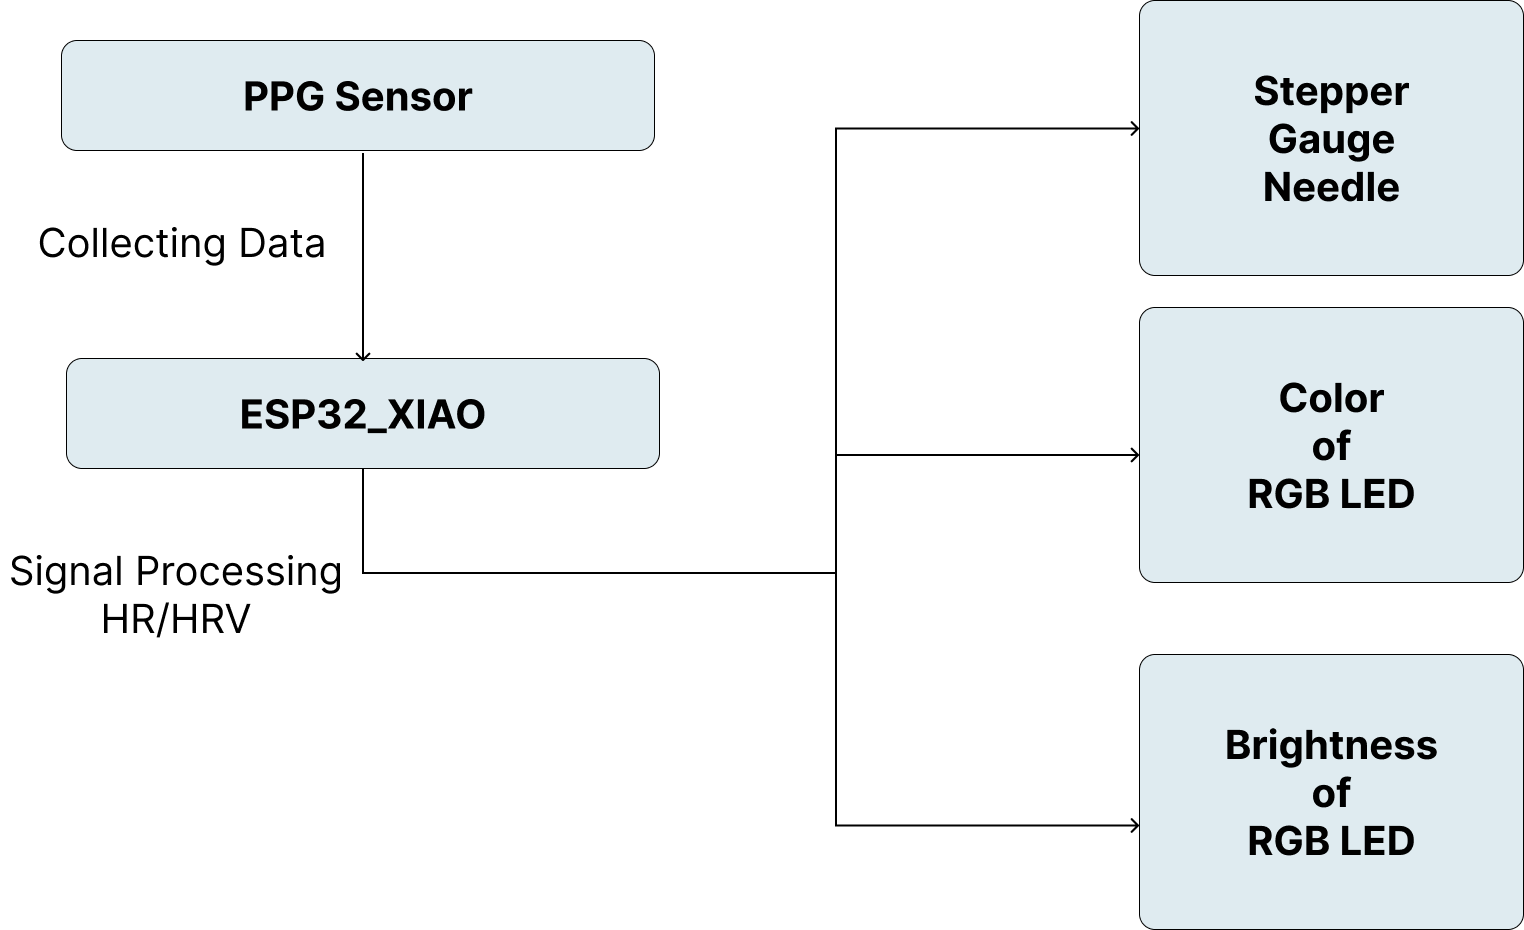 PPG Sensor
Collecting Data
ESP32_XIAO
Signal Processing
HR/HRV
Stepper
Gauge
Needle
Color
of
RGB LED
Brightness
of
RGB LED